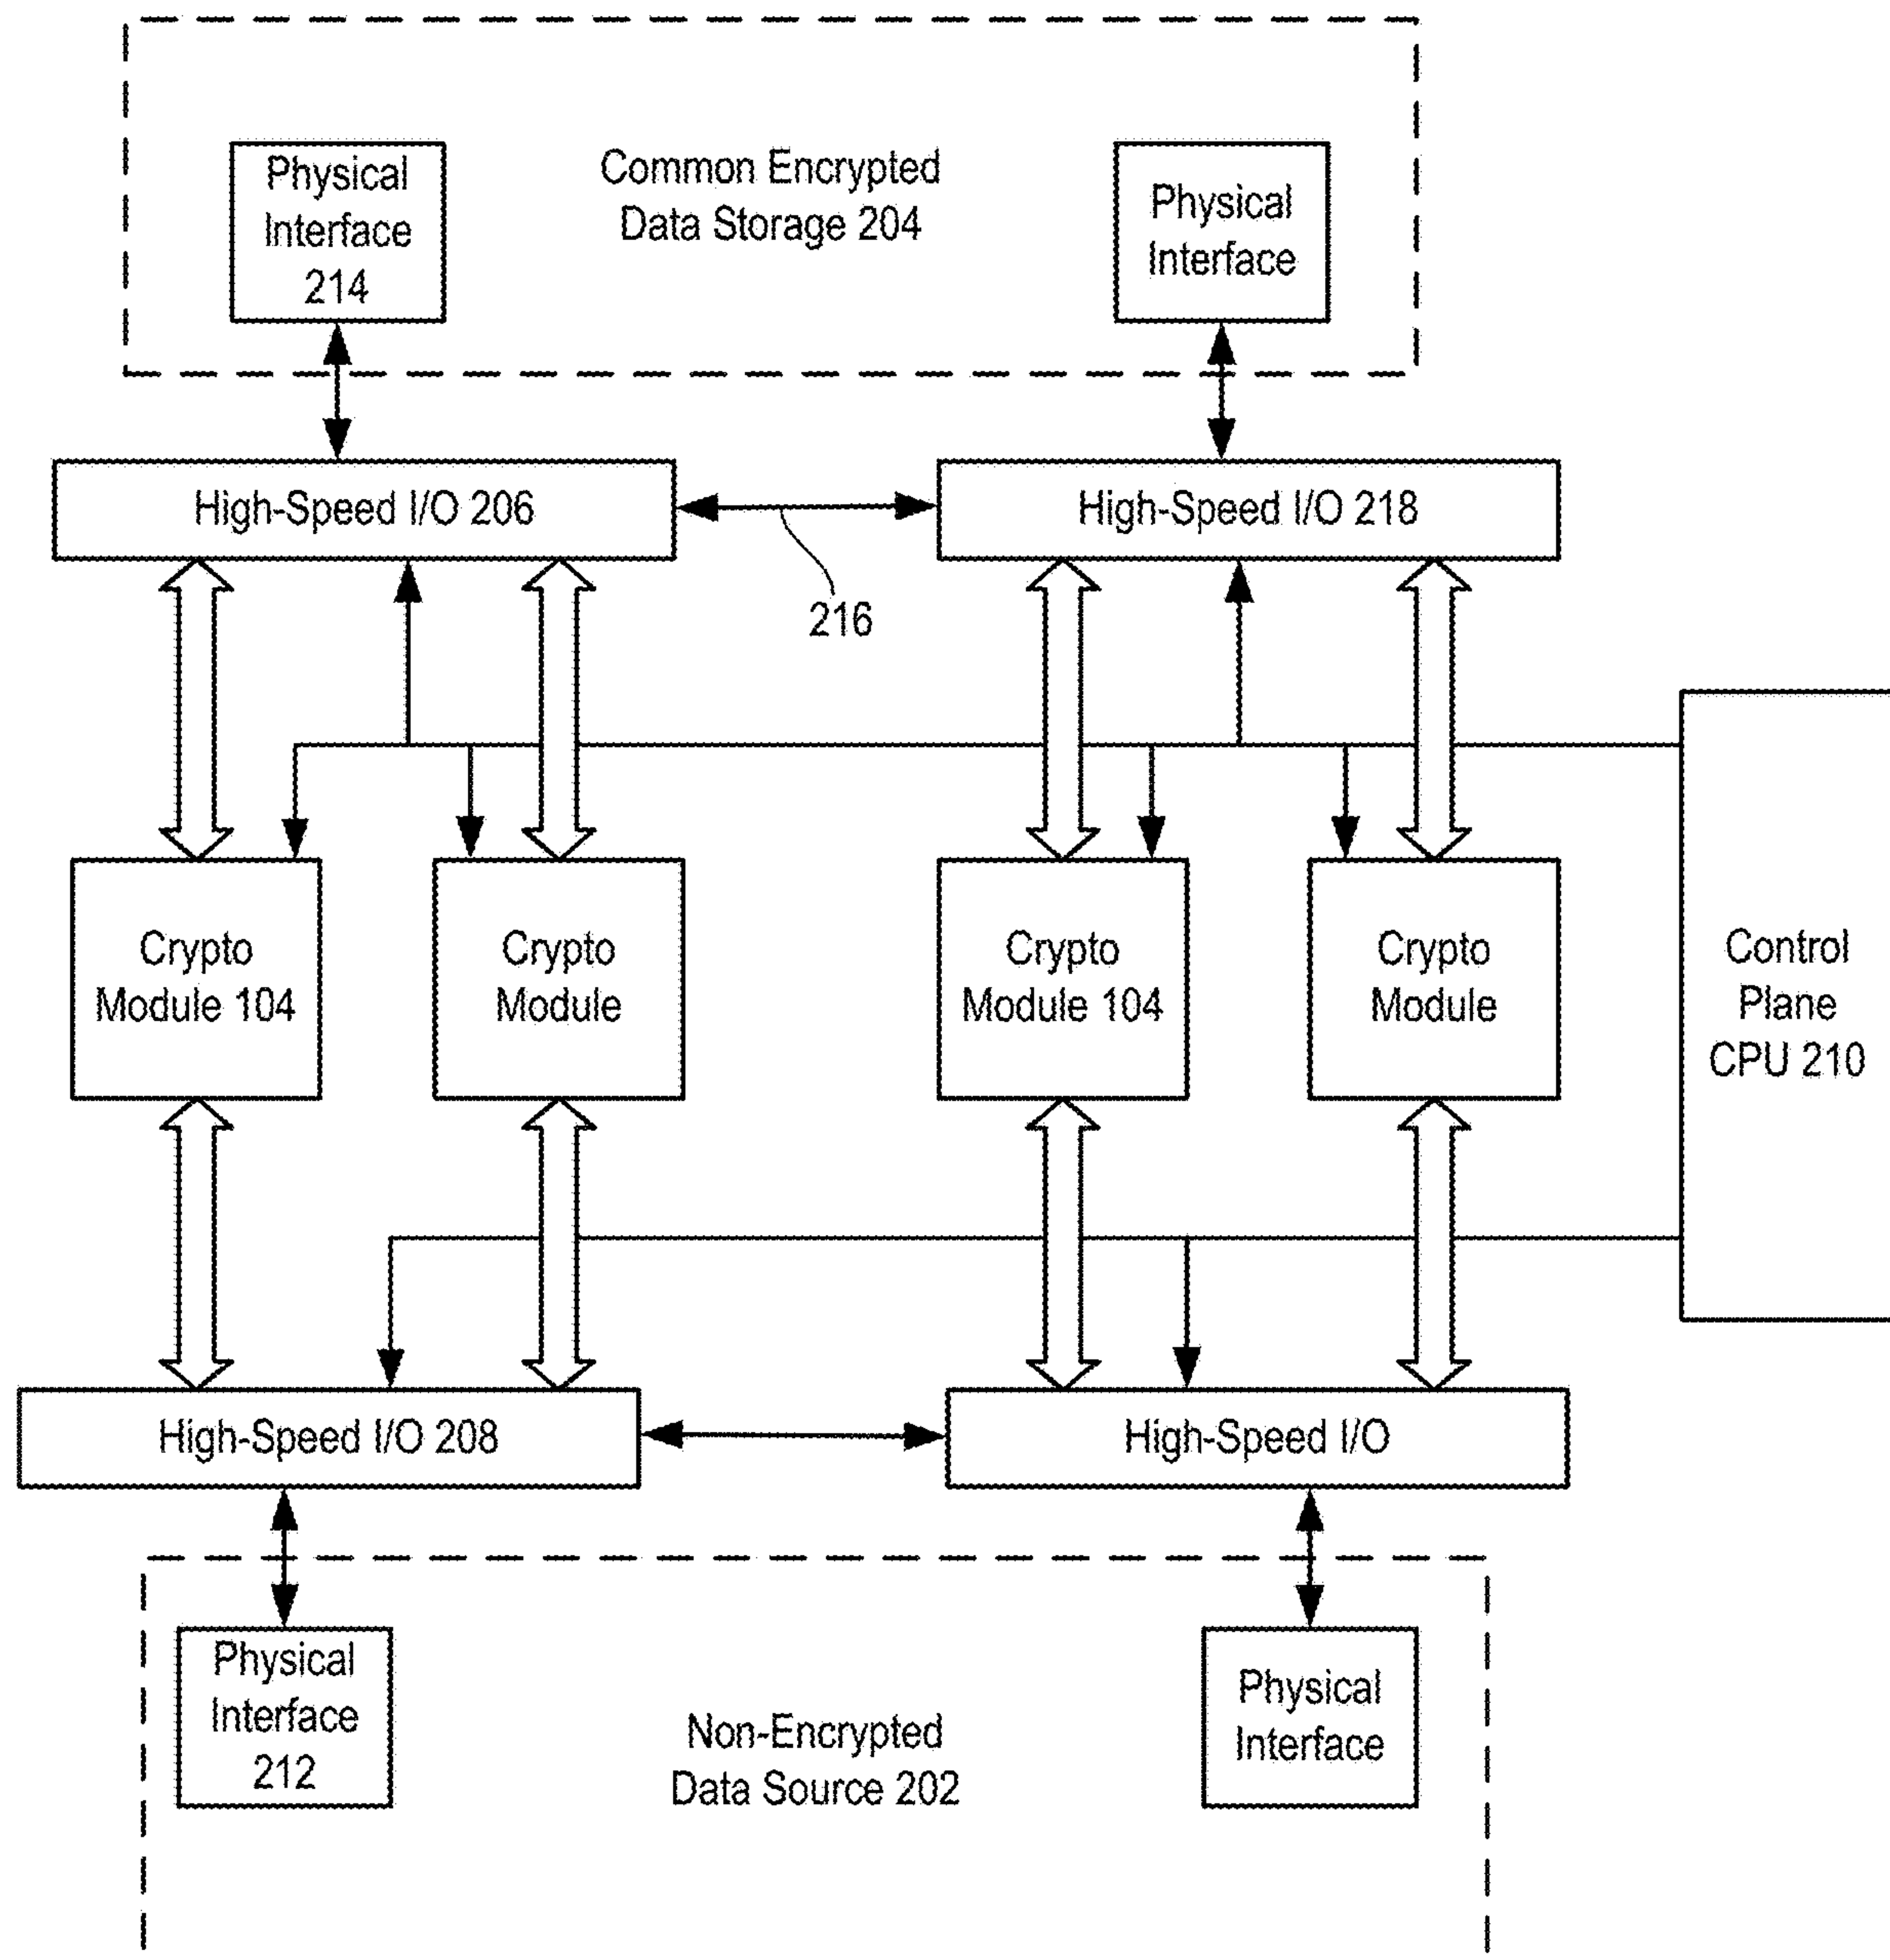 Physical
Interface
214
Common Encrypted
Data Storage 204
Physical
Interface
High-Speed I/O 206
High-Speed I/O 218
216
Crypto
Module 104
Crypto
Module
Crypto
Module 104
Crypto
Module
Control
Plane
CPU 210
High-Speed I/O 208
High-Speed I/O
Physical
Interface
212
Non-Encrypted
Data Source 202
Physical
Interface